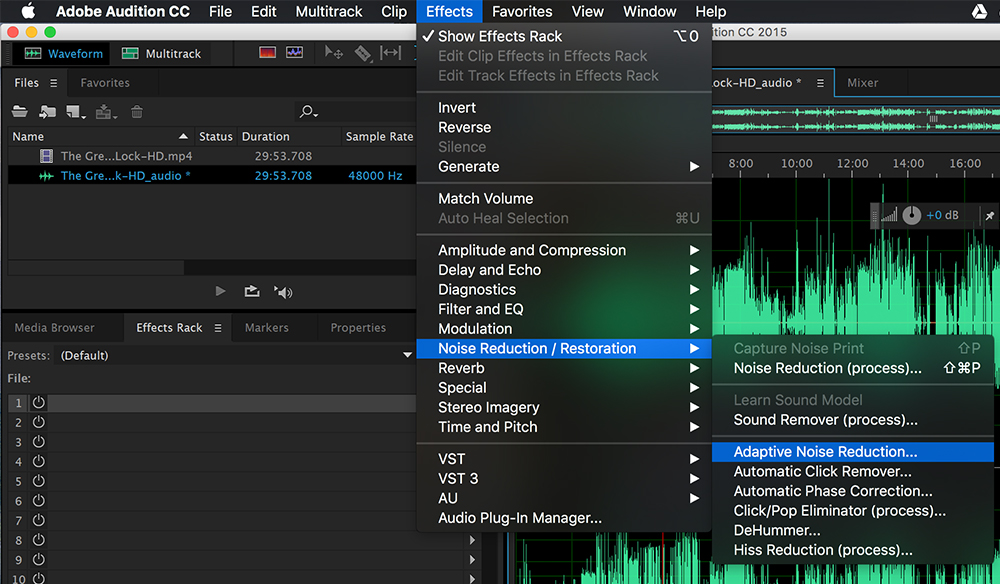 Adobe Audition CC File Edit Multitrack Clip Effects Favorites View Window Help
ition CC 2015
Waveform Multitrack
Files Favorites
Name Status Duration Sample Rate
The Gre...Lock-HD.mp4 29:53.708
The Gre...k-HD_audio * 29:53.708 48000 Hz
Media Browser Effects Rack Markers Properties
Presets: (Default)
File:
1
2
3
4
5
6
7
8
9
10
✓ Show Effects Rack ⌥0
Edit Clip Effects in Effects Rack
Edit Track Effects in Effects Rack
Invert
Reverse
Silence
Generate
Match Volume
Auto Heal Selection ⌘U
Amplitude and Compression
Delay and Echo
Diagnostics
Filter and EQ
Modulation
Noise Reduction / Restoration
Reverb
Special
Stereo Imagery
Time and Pitch
VST
VST 3
AU
Audio Plug-In Manager...
Lock-HD_audio * Mixer
8:00 10:00 12:00 14:00 16:00
+0 dB
Capture Noise Print ⇧P
Noise Reduction (process)... ⇧⌘P
Learn Sound Model
Sound Remover (process)...
Adaptive Noise Reduction...
Automatic Click Remover...
Automatic Phase Correction...
Click/Pop Eliminator (process)...
DeHummer...
Hiss Reduction (process)...